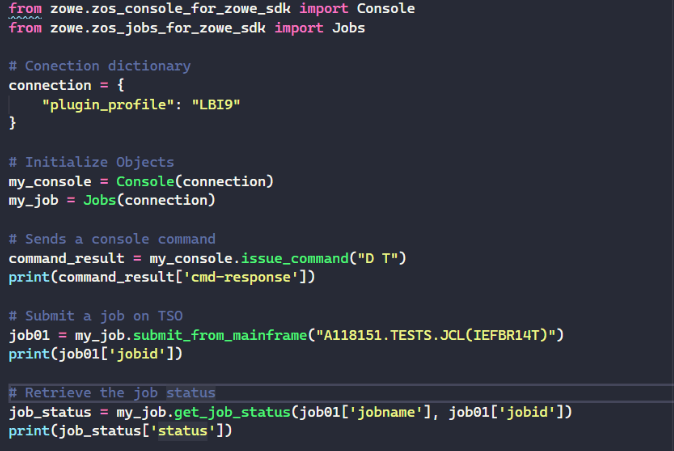 from zowe.zos_console_for_zowe_sdk import Console
from zowe.zos_jobs_for_zowe_sdk import Jobs
# Conection dictionary
connection = {
    "plugin_profile": "LBI9"
}
# Initialize Objects
my_console = Console(connection)
my_job = Jobs(connection)
# Sends a console command
command_result = my_console.issue_command("D T")
print(command_result['cmd-response'])
# Submit a job on TSO
job01 = my_job.submit_from_mainframe("A118151.TESTS.JCL(IEFBR14T)")
print(job01['jobid'])
# Retrieve the job status
job_status = my_job.get_job_status(job01['jobname'], job01['jobid'])
print(job_status['status'])